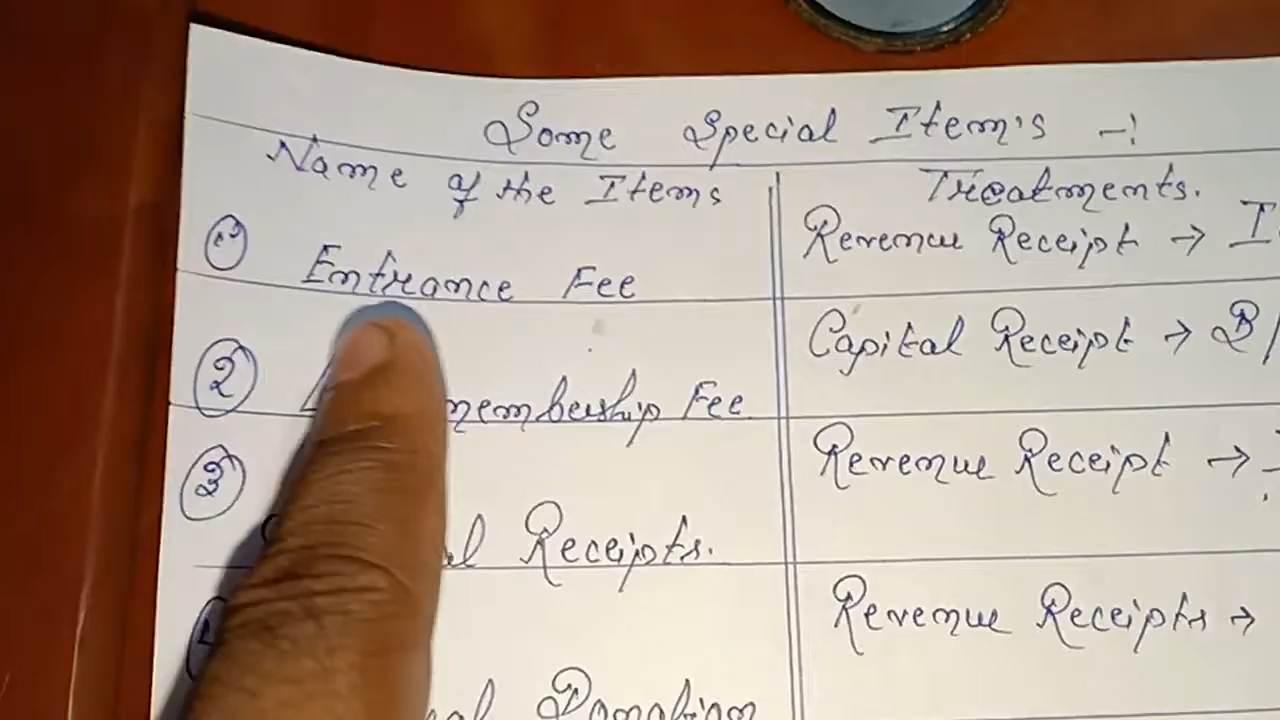 Some Special Item's -:
Name of the Items
Treatments.
① Entrance Fee
Revenue Receipt →
② membership Fee
Capital Receipt → B/
③ Receipts.
Revenue Receipt →
Donation
Revenue Receipts →